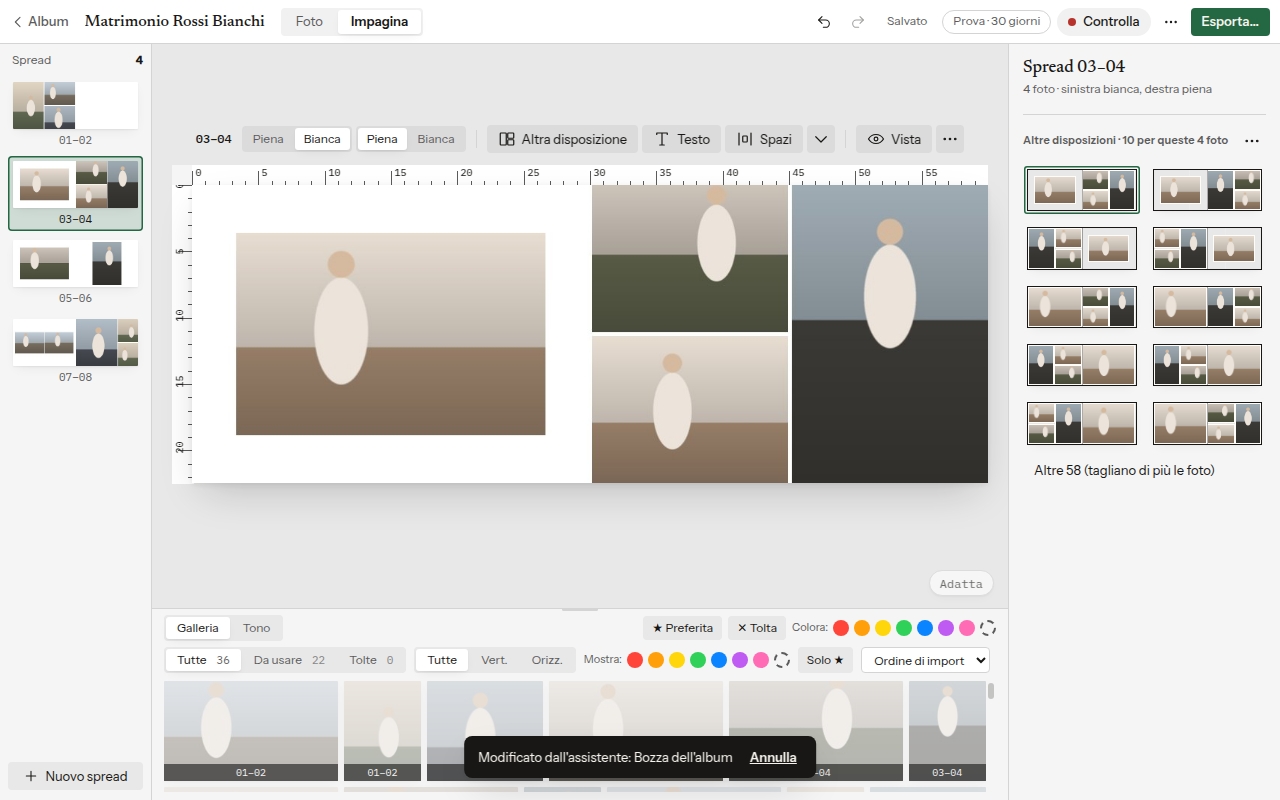 Album
Matrimonio Rossi Bianchi
Foto
Impagina
Salvato
Prova · 30 giorni
Controla
Esporta...
Spread
4
01–02
03–04
05–06
07–08
Nuovo spread
03–04
Piena
Bianca
Piena
Bianca
Altra disposizione
Testo
Spazi
Vista
0 5 10 15 20 25 30 35 40 45 50 55
0
5
10
15
20
Adatta
Spread 03–04
4 foto · sinistra bianca, destra piena
Altre disposizioni · 10 per queste 4 foto
Altre 58 (tagliano di più le foto)
Galleria
Tono
★ Preferita
✕ Tolta
Colora:
Tutte 36
Da usare 22
Tolte 0
Tutte
Vert.
Orizz.
Mostra:
Solo ★
Ordine di import
01–02
01–02
–04
03–04
Modificato dall'assistente: Bozza dell'album
Annulla